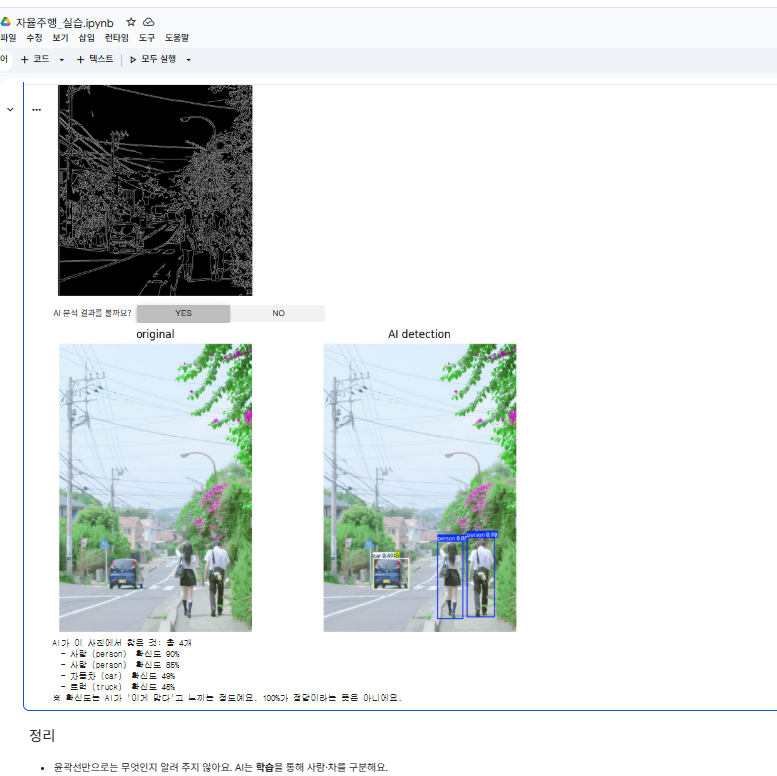 자율주행_실습.ipynb
파일 수정 보기 삽입 런타임 도구 도움말
어 + 코드 + 텍스트 모두 실행
AI 분석 결과를 볼까요? YES NO
original AI detection
person 0.90
car 0.49
AI가 이 사진에서 찾은 것: 총 4개
- 사람 (person) 확신도 90%
- 사람 (person) 확신도 85%
- 자동차 (car) 확신도 49%
- 트럭 (truck) 확신도 45%
※ 확신도는 AI가 '이게 맞다'고 느끼는 정도예요. 100%가 정답이라는 뜻은 아니에요.
정리
• 윤곽선만으로는 무엇인지 알려 주지 않아요. AI는 학습을 통해 사람·차를 구분해요.